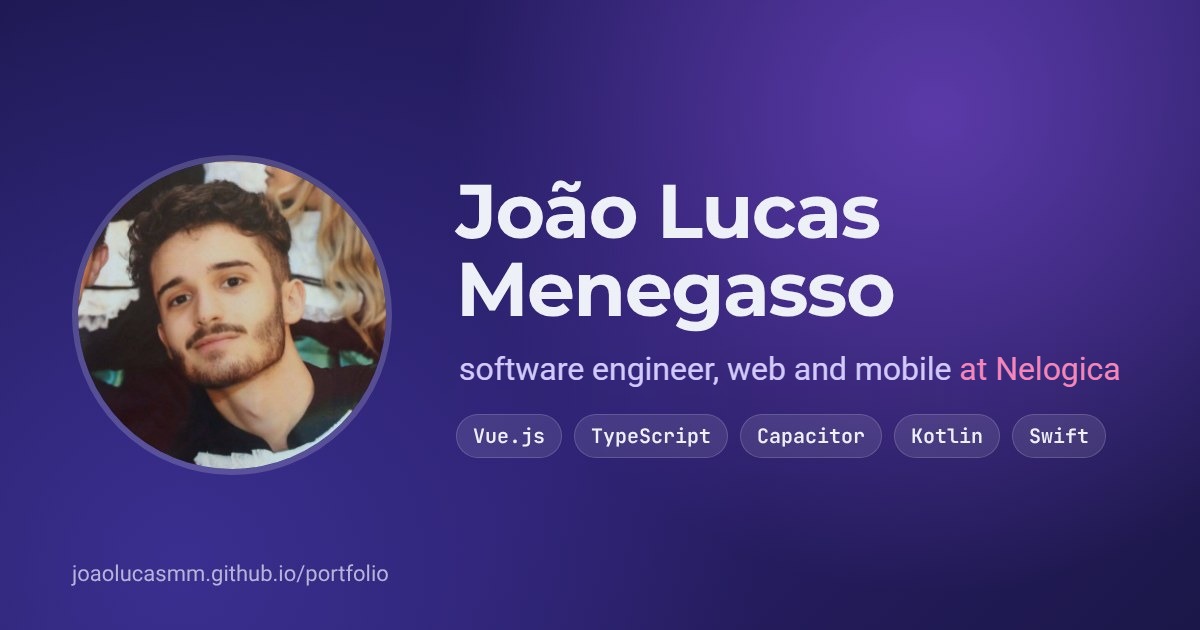 João Lucas
Menegasso
software engineer, web and mobile at Nelogica
Vue.js TypeScript Capacitor Kotlin Swift
joaolucasmm.github.io/portfolio